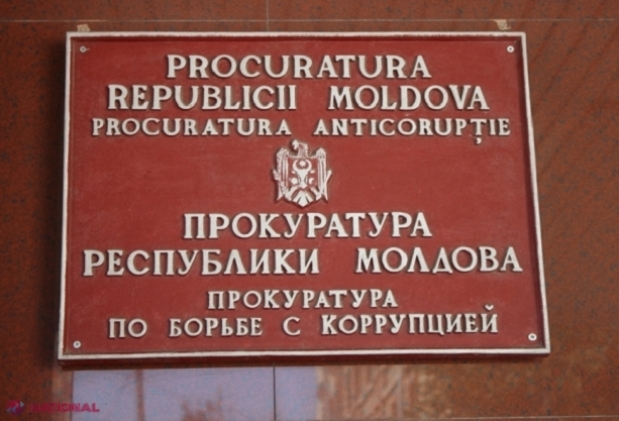 PROCURATURA
REPUBLICII MOLDOVA
PROCURATURA ANTICORUPȚIE
ПРОКУРАТУРА
РЕСПУБЛИКИ МОЛДОВА
ПРОКУРАТУРА
ПО БОРЬБЕ С КОРРУПЦИЕЙ